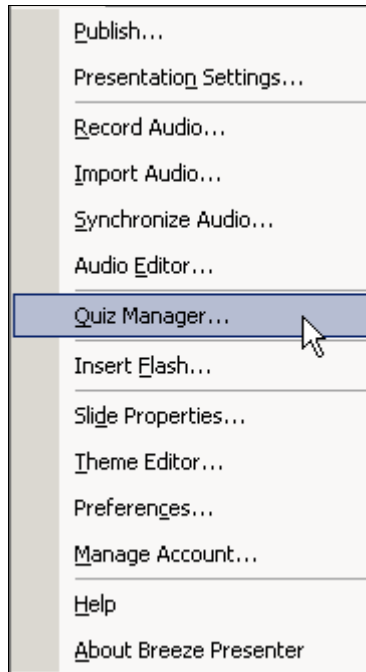 Publish...
Presentation Settings...
Record Audio...
Import Audio...
Synchronize Audio...
Audio Editor...
Quiz Manager...
Insert Flash...
Slide Properties...
Theme Editor...
Preferences...
Manage Account...
Help
About Breeze Presenter